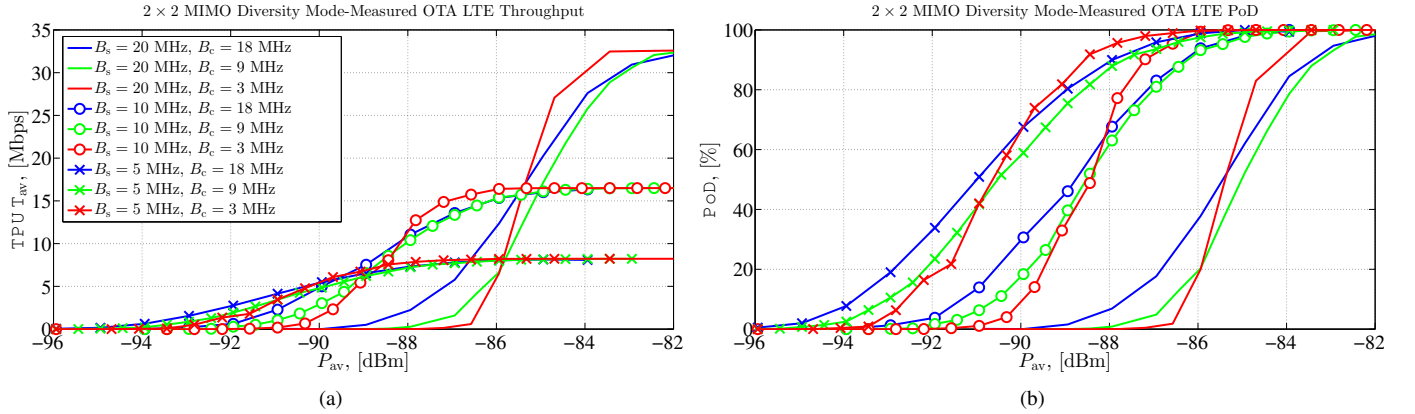 2 × 2 MIMO Diversity Mode-Measured OTA LTE Throughput
35
30
25
20
15
10
5
0
TPUT_av, [Mbps]
B_s = 20 MHz, B_c = 18 MHz
B_s = 20 MHz, B_c = 9 MHz
B_s = 20 MHz, B_c = 3 MHz
B_s = 10 MHz, B_c = 18 MHz
B_s = 10 MHz, B_c = 9 MHz
B_s = 10 MHz, B_c = 3 MHz
B_s = 5 MHz, B_c = 18 MHz
B_s = 5 MHz, B_c = 9 MHz
B_s = 5 MHz, B_c = 3 MHz
−96 −94 −92 −90 −88 −86 −84 −82
P_av, [dBm]
(a)
2 × 2 MIMO Diversity Mode-Measured OTA LTE PoD
100
80
60
40
20
0
PoD, [%]
−96 −94 −92 −90 −88 −86 −84 −82
P_av, [dBm]
(b)